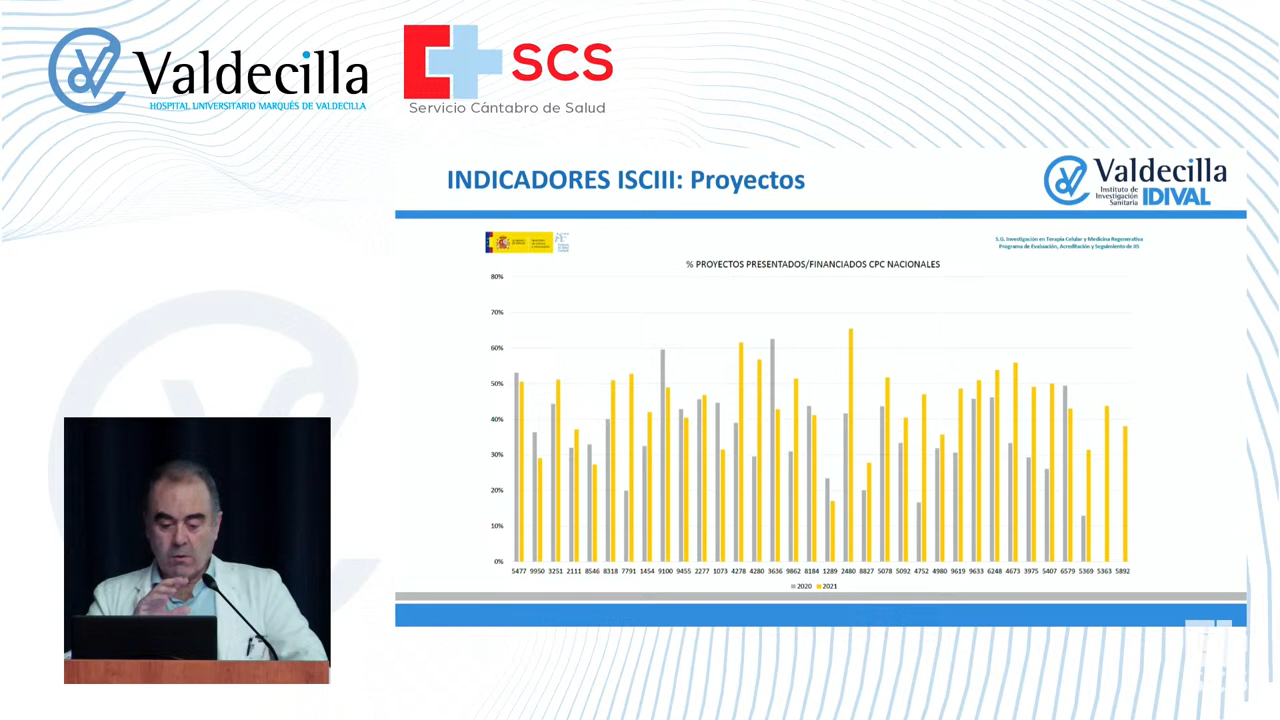 Valdecilla
HOSPITAL UNIVERSITARIO MARQUÉS DE VALDECILLA
SCS
Servicio Cántabro de Salud
INDICADORES ISCIII: Proyectos
Valdecilla
Instituto de
Investigación
Sanitaria
IDIVAL
S.G. Investigación en Terapia Celular y Medicina Regenerativa
Programa de Evaluación, Acreditación y Seguimiento de IIS
% PROYECTOS PRESENTADOS/FINANCIADOS CPC NACIONALES
80%
70%
60%
50%
40%
30%
20%
10%
0%
5477 9950 3251 2111 8546 8318 7791 1454 9100 9455 2277 1073 4278 4280 3636 9862 8184 1289 2480 8827 5078 5092 4752 4980 9619 9633 6248 4673 3975 5407 6579 5369 5363 5892
2020 2021